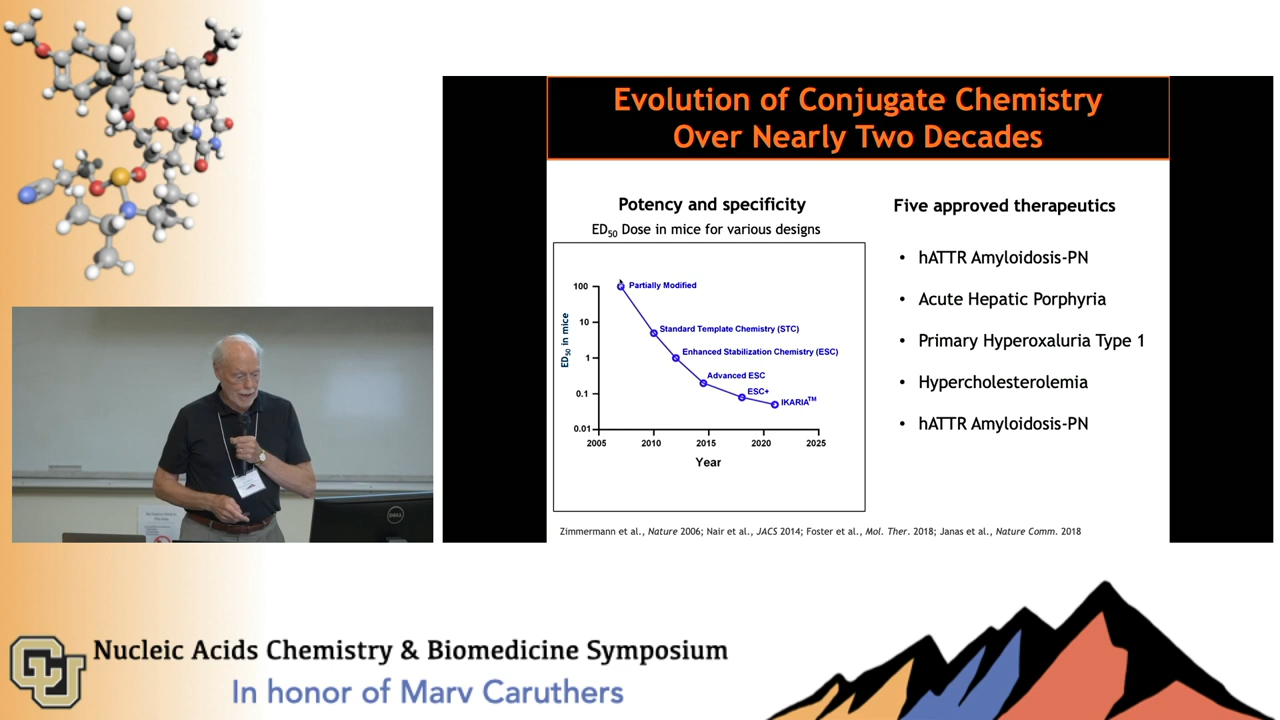 Evolution of Conjugate Chemistry
Over Nearly Two Decades
Potency and specificity
ED50 Dose in mice for various designs
ED50 in mice
100
10
1
0.1
0.01
2005
2010
2015
2020
2025
Year
Partially Modified
Standard Template Chemistry (STC)
Enhanced Stabilization Chemistry (ESC)
Advanced ESC
ESC+
IKARIA™
Five approved therapeutics
• hATTR Amyloidosis-PN
• Acute Hepatic Porphyria
• Primary Hyperoxaluria Type 1
• Hypercholesterolemia
• hATTR Amyloidosis-PN
Zimmermann et al., Nature 2006; Nair et al., JACS 2014; Foster et al., Mol. Ther. 2018; Janas et al., Nature Comm. 2018
DELL
CU
Nucleic Acids Chemistry & Biomedicine Symposium
In honor of Marv Caruthers